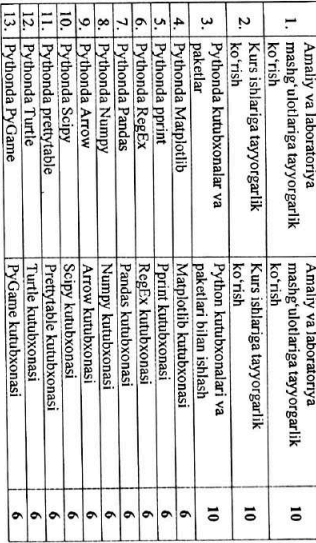 1. Amaliy va laboratoriya Amaliy va laboratoriya
mashg‘ulotlariga tayyorgarlik mashg‘ulotlariga tayyorgarlik 10
ko‘rish ko‘rish
2. Kurs ishlariga tayyorgarlik Kurs ishlariga tayyorgarlik 10
ko‘rish ko‘rish
3. Pythonda kutubxonalar va Python kutubxonalari va 10
paketlar paketlari bilan ishlash
4. Pythonda Matplotlib Matplotlib kutubxonasi 6
5. Pythonda pprint Pprint kutubxonasi 6
6. Pythonda RegEx RegEx kutubxonasi 6
7. Pythonda Pandas Pandas kutubxonasi 6
8. Pythonda Numpy Numpy kutubxonasi 6
9. Pythonda Arrow Arrow kutubxonasi 6
10. Pythonda Scipy Scipy kutubxonasi 6
11. Pythonda prettytable Prettytable kutubxonasi 6
12. Pythonda Turtle Turtle kutubxonasi 6
13. Pythonda PyGame PyGame kutubxonasi 6